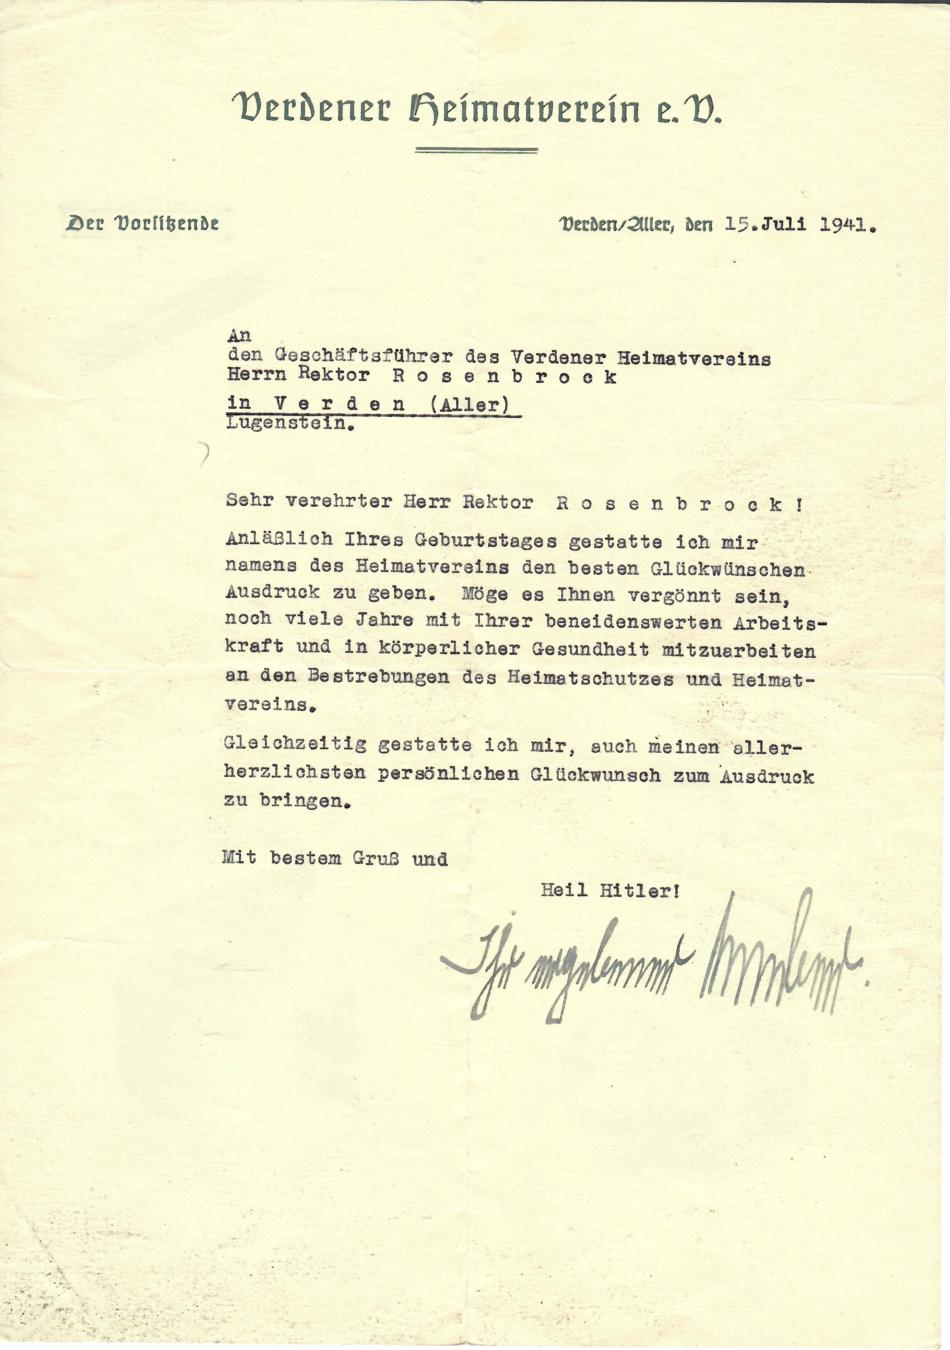 Verdener Heimatverein e.V.
Der Vorsitzende
Verden/Aller, den 15.Juli 1941.
An
den Geschäftsführer des Verdener Heimatvereins
Herrn Rektor R o s e n b r o c k
in V e r d e n (Aller)
Lugenstein.
Sehr verehrter Herr Rektor R o s e n b r o c k !
Anläßlich Ihres Geburtstages gestatte ich mir
namens des Heimatvereins den besten Glückwünschen
Ausdruck zu geben. Möge es Ihnen vergönnt sein,
noch viele Jahre mit Ihrer beneidenswerten Arbeits-
kraft und in körperlicher Gesundheit mitzuarbeiten
an den Bestrebungen des Heimatschutzes und Heimat-
vereins.
Gleichzeitig gestatte ich mir, auch meinen aller-
herzlichsten persönlichen Glückwunsch zum Ausdruck
zu bringen.
Mit bestem Gruß und
Heil Hitler!
Ihr ergebener